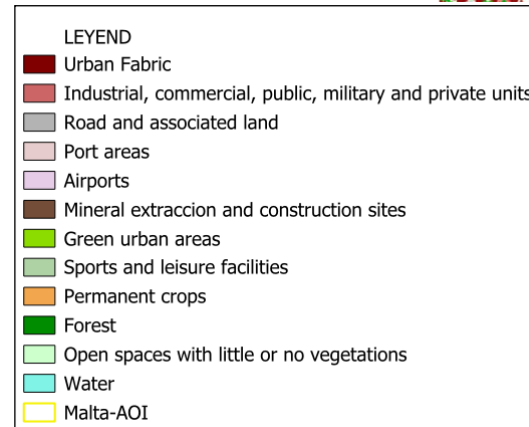 LEYEND
Urban Fabric
Industrial, commercial, public, military and private units
Road and associated land
Port areas
Airports
Mineral extraccion and construction sites
Green urban areas
Sports and leisure facilities
Permanent crops
Forest
Open spaces with little or no vegetations
Water
Malta-AOI